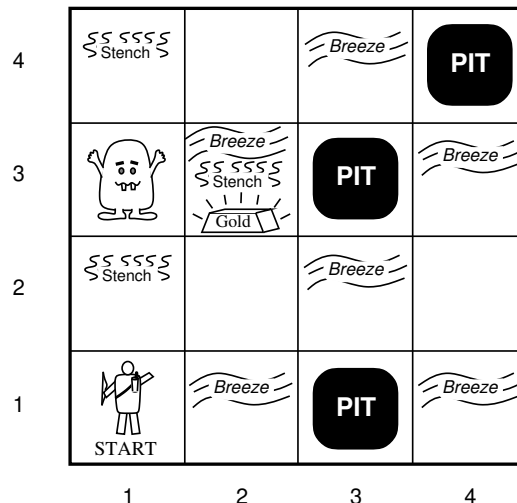 4
Stench
Breeze
PIT
3
Breeze
Stench
Gold
PIT
Breeze
2
Stench
Breeze
1
START
Breeze
PIT
Breeze
1 2 3 4